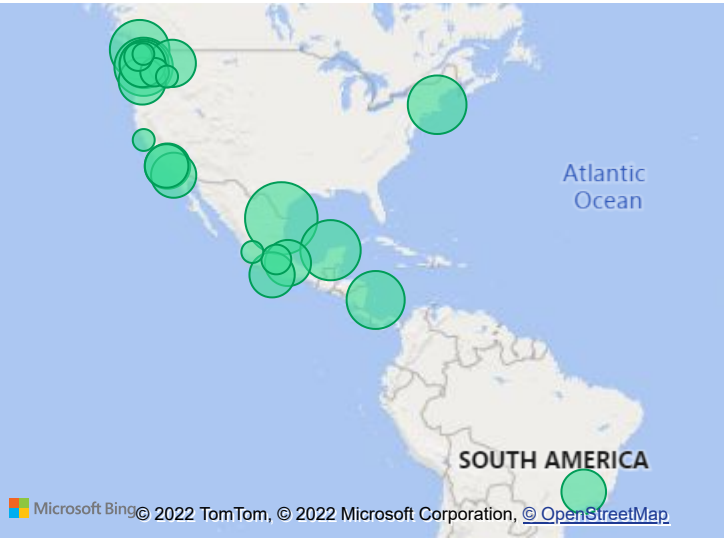 Atlantic
Ocean
SOUTH AMERICA
Microsoft Bing
© 2022 TomTom, © 2022 Microsoft Corporation, © OpenStreetMap